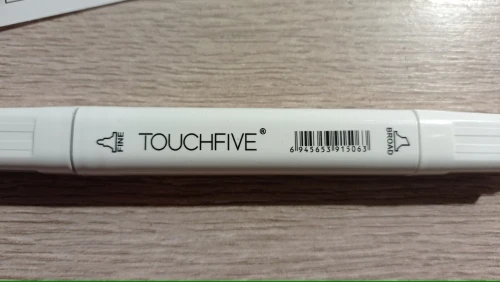 FINE
TOUCHFIVE®
6 945653 915063
BROAD